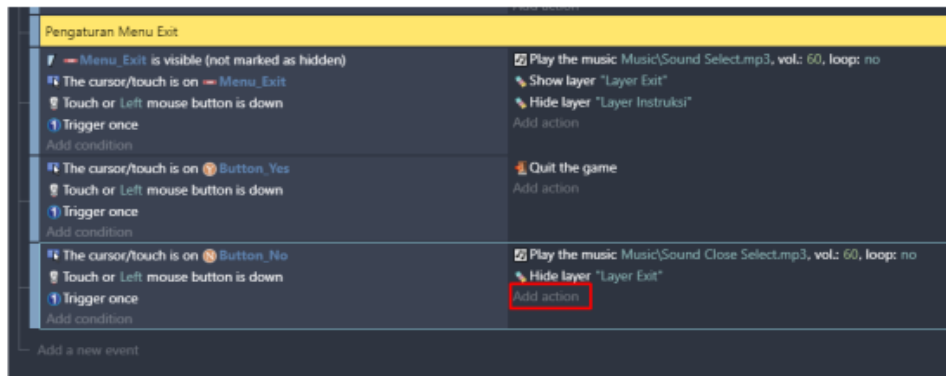 Add action
Pengaturan Menu Exit
Menu_Exit is visible (not marked as hidden)
The cursor/touch is on Menu_Exit
Touch or Left mouse button is down
Trigger once
Add condition
Play the music Music\Sound Select.mp3, vol.: 60, loop: no
Show layer "Layer Exit"
Hide layer "Layer Instruksi"
Add action
The cursor/touch is on Button_Yes
Touch or Left mouse button is down
Trigger once
Add condition
Quit the game
Add action
The cursor/touch is on Button_No
Touch or Left mouse button is down
Trigger once
Add condition
Play the music Music\Sound Close Select.mp3, vol.: 60, loop: no
Hide layer "Layer Exit"
Add action
Add a new event